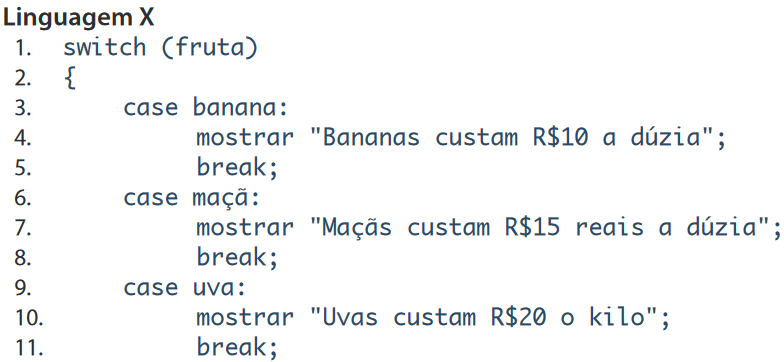 Linguagem X
1. switch (fruta)
2. {
3. case banana:
4. mostrar "Bananas custam R$10 a dúzia";
5. break;
6. case maçã:
7. mostrar "Maçãs custam R$15 reais a dúzia";
8. break;
9. case uva:
10. mostrar "Uvas custam R$20 o kilo";
11. break;